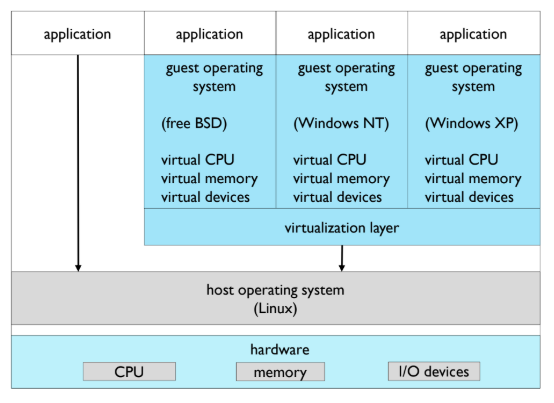 application
application
application
application
guest operating
system
(free BSD)
virtual CPU
virtual memory
virtual devices
guest operating
system
(Windows NT)
virtual CPU
virtual memory
virtual devices
guest operating
system
(Windows XP)
virtual CPU
virtual memory
virtual devices
virtualization layer
host operating system
(Linux)
hardware
CPU
memory
I/O devices